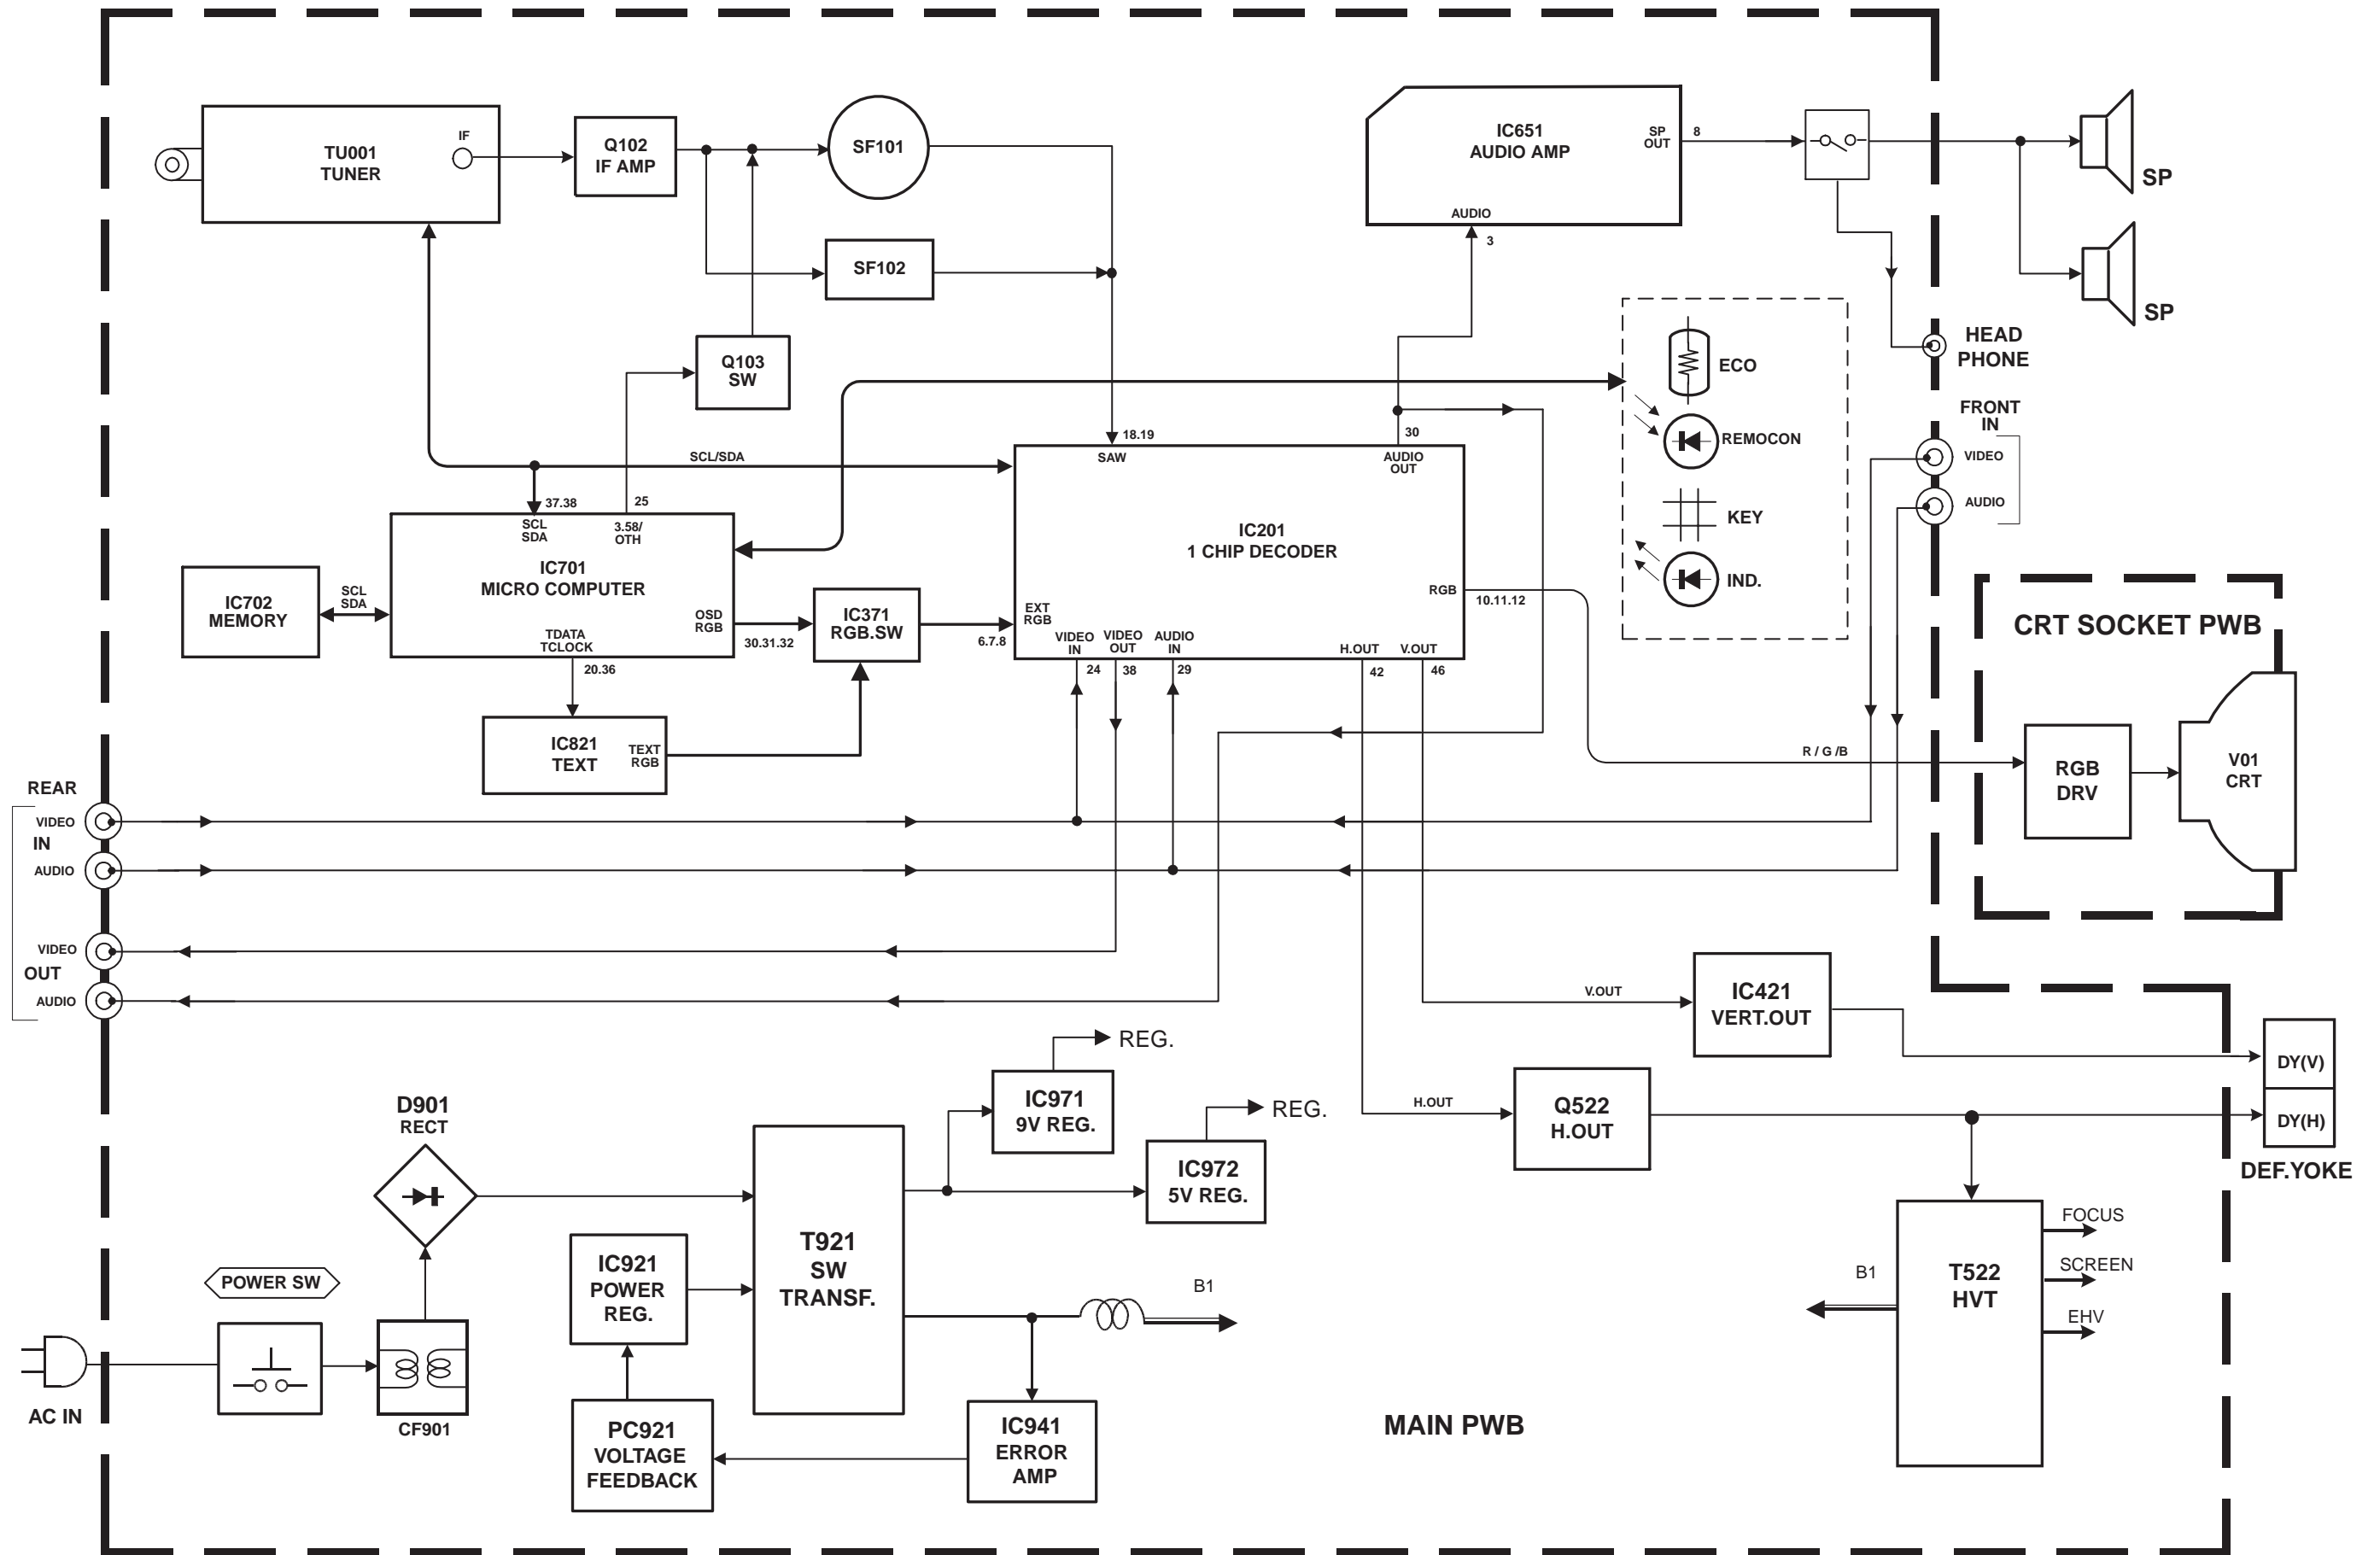 TU001
TUNER
IF
Q102
IF AMP
SF101
SF102
Q103
SW
IC651
AUDIO AMP
SP
OUT
8
AUDIO
3
SP
SP
HEAD
PHONE
FRONT
IN
VIDEO
AUDIO
ECO
REMOCON
KEY
IND.
SCL/SDA
18.19
SAW
30
AUDIO
OUT
IC201
1 CHIP DECODER
RGB
10.11.12
EXT
RGB
6.7.8
VIDEO
IN
24
VIDEO
OUT
38
AUDIO
IN
29
H.OUT
42
V.OUT
46
37.38
SCL
SDA
25
3.58/
OTH
IC701
MICRO COMPUTER
OSD
RGB
30.31.32
TDATA
TCLOCK
20.36
IC702
MEMORY
SCL
SDA
IC371
RGB.SW
IC821
TEXT
TEXT
RGB
CRT SOCKET PWB
R / G /B
RGB
DRV
V01
CRT
REAR
VIDEO
IN
AUDIO
VIDEO
OUT
AUDIO
V.OUT
IC421
VERT.OUT
H.OUT
Q522
H.OUT
DY(V)
DY(H)
DEF.YOKE
T522
HVT
FOCUS
SCREEN
EHV
B1
REG.
IC971
9V REG.
REG.
IC972
5V REG.
D901
RECT
T921
SW
TRANSF.
IC921
POWER
REG.
B1
POWER SW
AC IN
CF901
PC921
VOLTAGE
FEEDBACK
IC941
ERROR
AMP
MAIN PWB